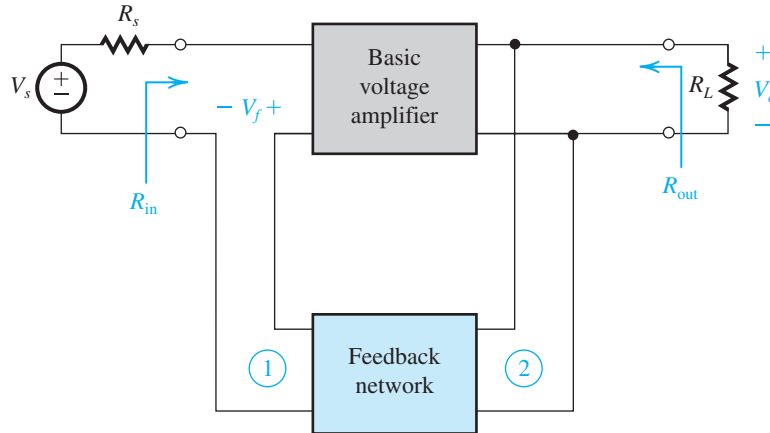 R_s
V_s
+
−
− V_f +
Basic
voltage
amplifier
R_L
+
−
R_in
R_out
1
Feedback
network
2